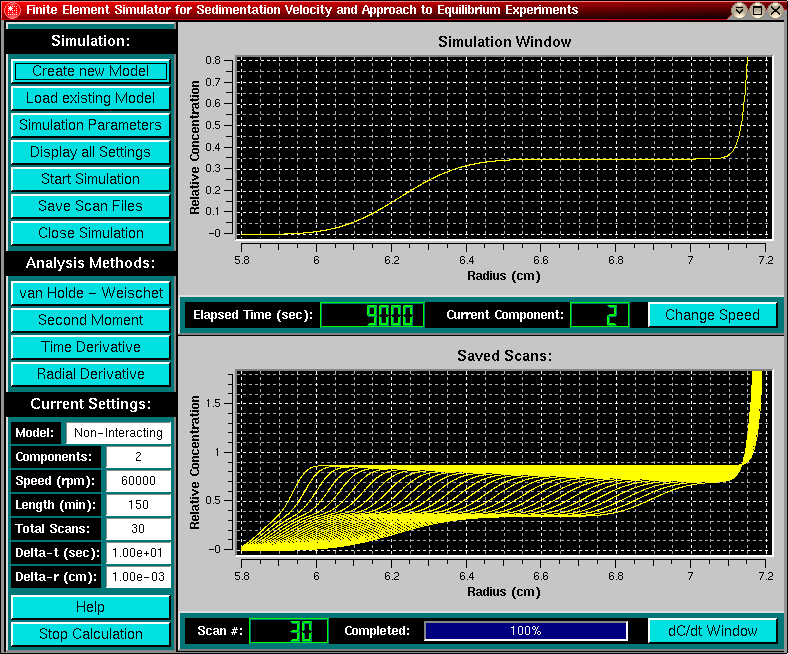 Finite Element Simulator for Sedimentation Velocity and Approach to Equilibrium Experiments
Simulation:
Create new Model
Load existing Model
Simulation Parameters
Display all Settings
Start Simulation
Save Scan Files
Close Simulation
Analysis Methods:
van Holde - Weischet
Second Moment
Time Derivative
Radial Derivative
Current Settings:
Model: Non-Interacting
Components: 2
Speed (rpm): 60000
Length (min): 150
Total Scans: 30
Delta-t (sec): 1.00e+01
Delta-r (cm): 1.00e-03
Help
Stop Calculation
Simulation Window
Relative Concentration
0.8
0.7
0.6
0.5
0.4
0.3
0.2
0.1
-0
5.8 6 6.2 6.4 6.6 6.8 7 7.2
Radius (cm)
Elapsed Time (sec): 9000 Current Component: 2 Change Speed
Saved Scans:
Relative Concentration
1.5
1
0.5
-0
5.8 6 6.2 6.4 6.6 6.8 7 7.2
Radius (cm)
Scan #: 30 Completed: 100% dC/dt Window